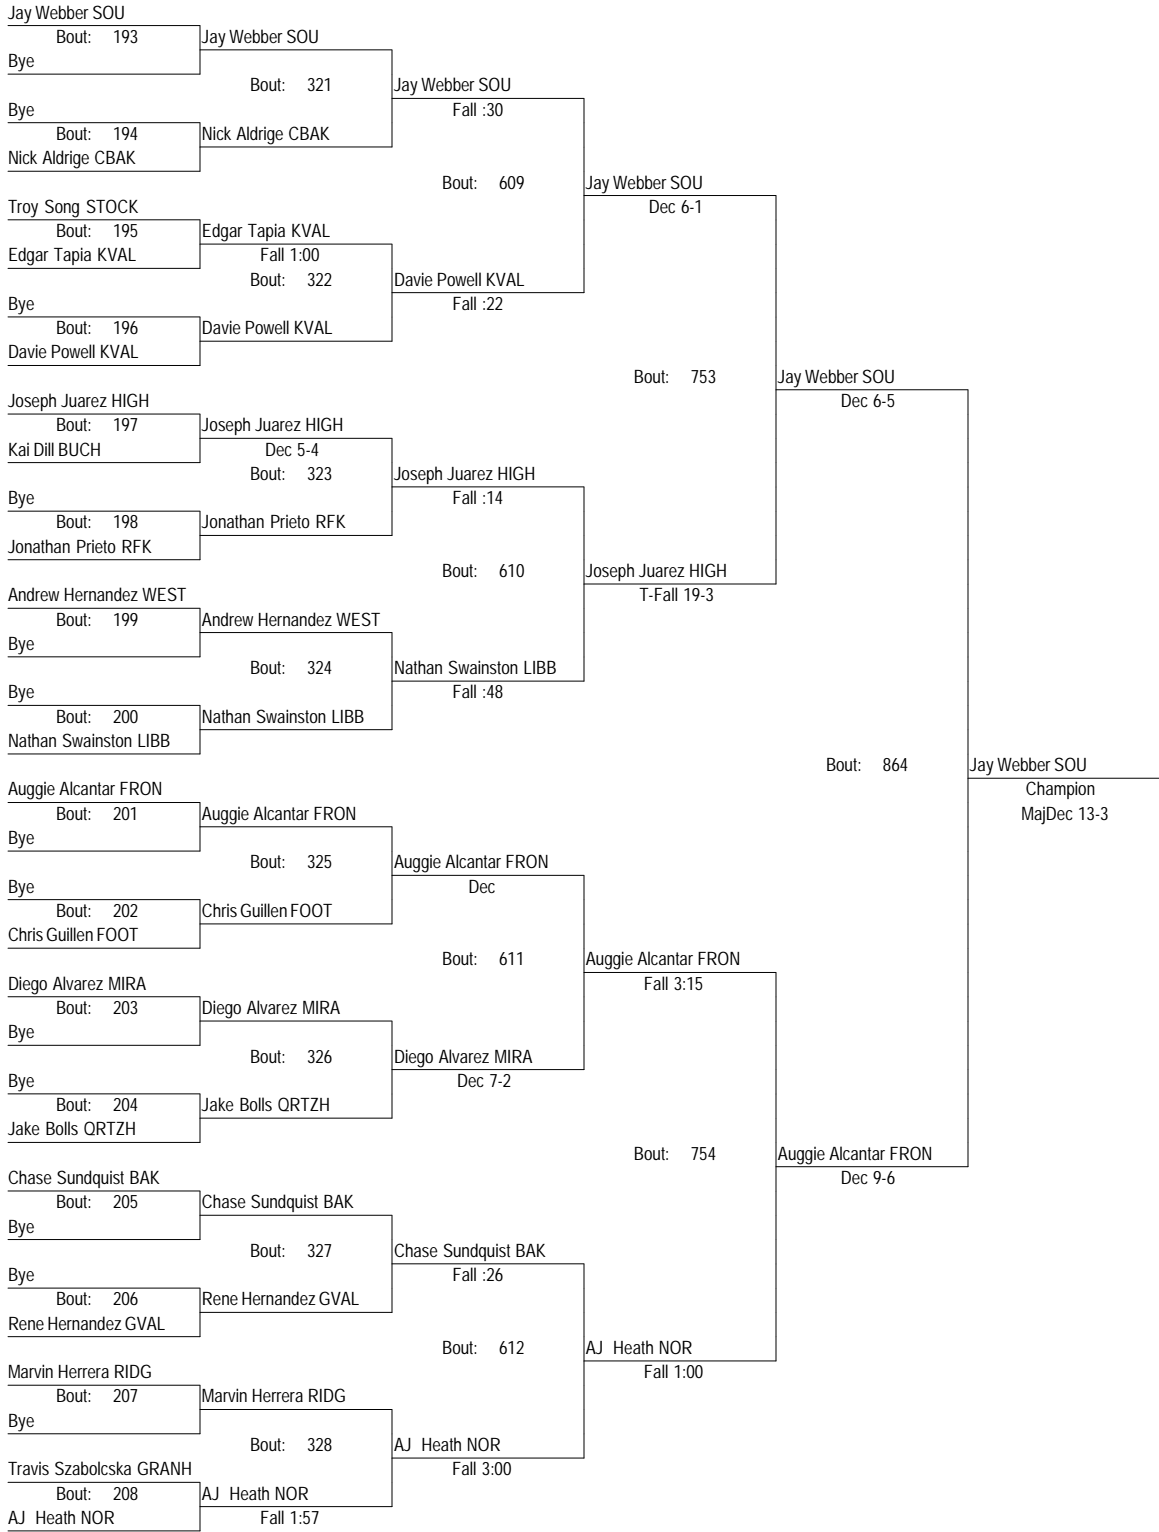 Jay Webber SOU
Bout: 193 Jay Webber SOU
Bye
Bout: 321 Jay Webber SOU
Bye Fall :30
Bout: 194 Nick Aldrige CBAK
Nick Aldrige CBAK
Bout: 609 Jay Webber SOU
Troy Song STOCK Dec 6-1
Bout: 195 Edgar Tapia KVAL
Edgar Tapia KVAL Fall 1:00
Bout: 322 Davie Powell KVAL
Bye Fall :22
Bout: 196 Davie Powell KVAL
Davie Powell KVAL
Bout: 753 Jay Webber SOU
Joseph Juarez HIGH Dec 6-5
Bout: 197 Joseph Juarez HIGH
Kai Dill BUCH Dec 5-4
Bout: 323 Joseph Juarez HIGH
Bye Fall :14
Bout: 198 Jonathan Prieto RFK
Jonathan Prieto RFK
Bout: 610 Joseph Juarez HIGH
Andrew Hernandez WEST T-Fall 19-3
Bout: 199 Andrew Hernandez WEST
Bye
Bout: 324 Nathan Swainston LIBB
Bye Fall :48
Bout: 200 Nathan Swainston LIBB
Nathan Swainston LIBB
Bout: 864 Jay Webber SOU
Auggie Alcantar FRON Champion
Bout: 201 Auggie Alcantar FRON MajDec 13-3
Bye
Bout: 325 Auggie Alcantar FRON
Bye Dec
Bout: 202 Chris Guillen FOOT
Chris Guillen FOOT
Bout: 611 Auggie Alcantar FRON
Diego Alvarez MIRA Fall 3:15
Bout: 203 Diego Alvarez MIRA
Bye
Bout: 326 Diego Alvarez MIRA
Bye Dec 7-2
Bout: 204 Jake Bolls QRTZH
Jake Bolls QRTZH
Bout: 754 Auggie Alcantar FRON
Chase Sundquist BAK Dec 9-6
Bout: 205 Chase Sundquist BAK
Bye
Bout: 327 Chase Sundquist BAK
Bye Fall :26
Bout: 206 Rene Hernandez GVAL
Rene Hernandez GVAL
Bout: 612 AJ Heath NOR
Marvin Herrera RIDG Fall 1:00
Bout: 207 Marvin Herrera RIDG
Bye
Bout: 328 AJ Heath NOR
Travis Szabolcska GRANH Fall 3:00
Bout: 208 AJ Heath NOR
AJ Heath NOR Fall 1:57